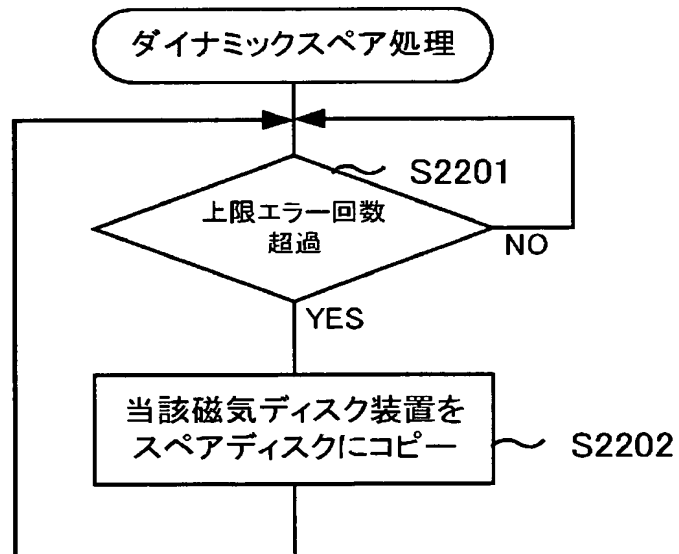 ダイナミックスペア処理
S2201
上限エラー回数
超過
NO
YES
当該磁気ディスク装置を
スペアディスクにコピー
S2202